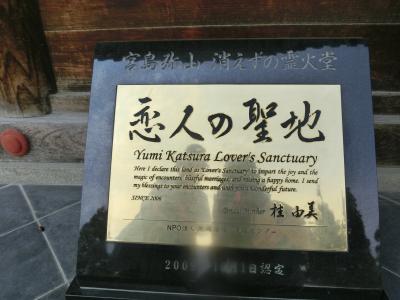 宮島弥山 消えずの霊火堂
恋人の聖地
Yumi Katsura Lover's Sanctuary
Here I declare this land as 'Lover's Sanctuary' to impart the joy and the
magic of encounters, blissful marriages, and raising a happy home. I send
my blessings to your encounters and wish your wonderful future.
SINCE 2006
桂 由美
NPO法人
日認定